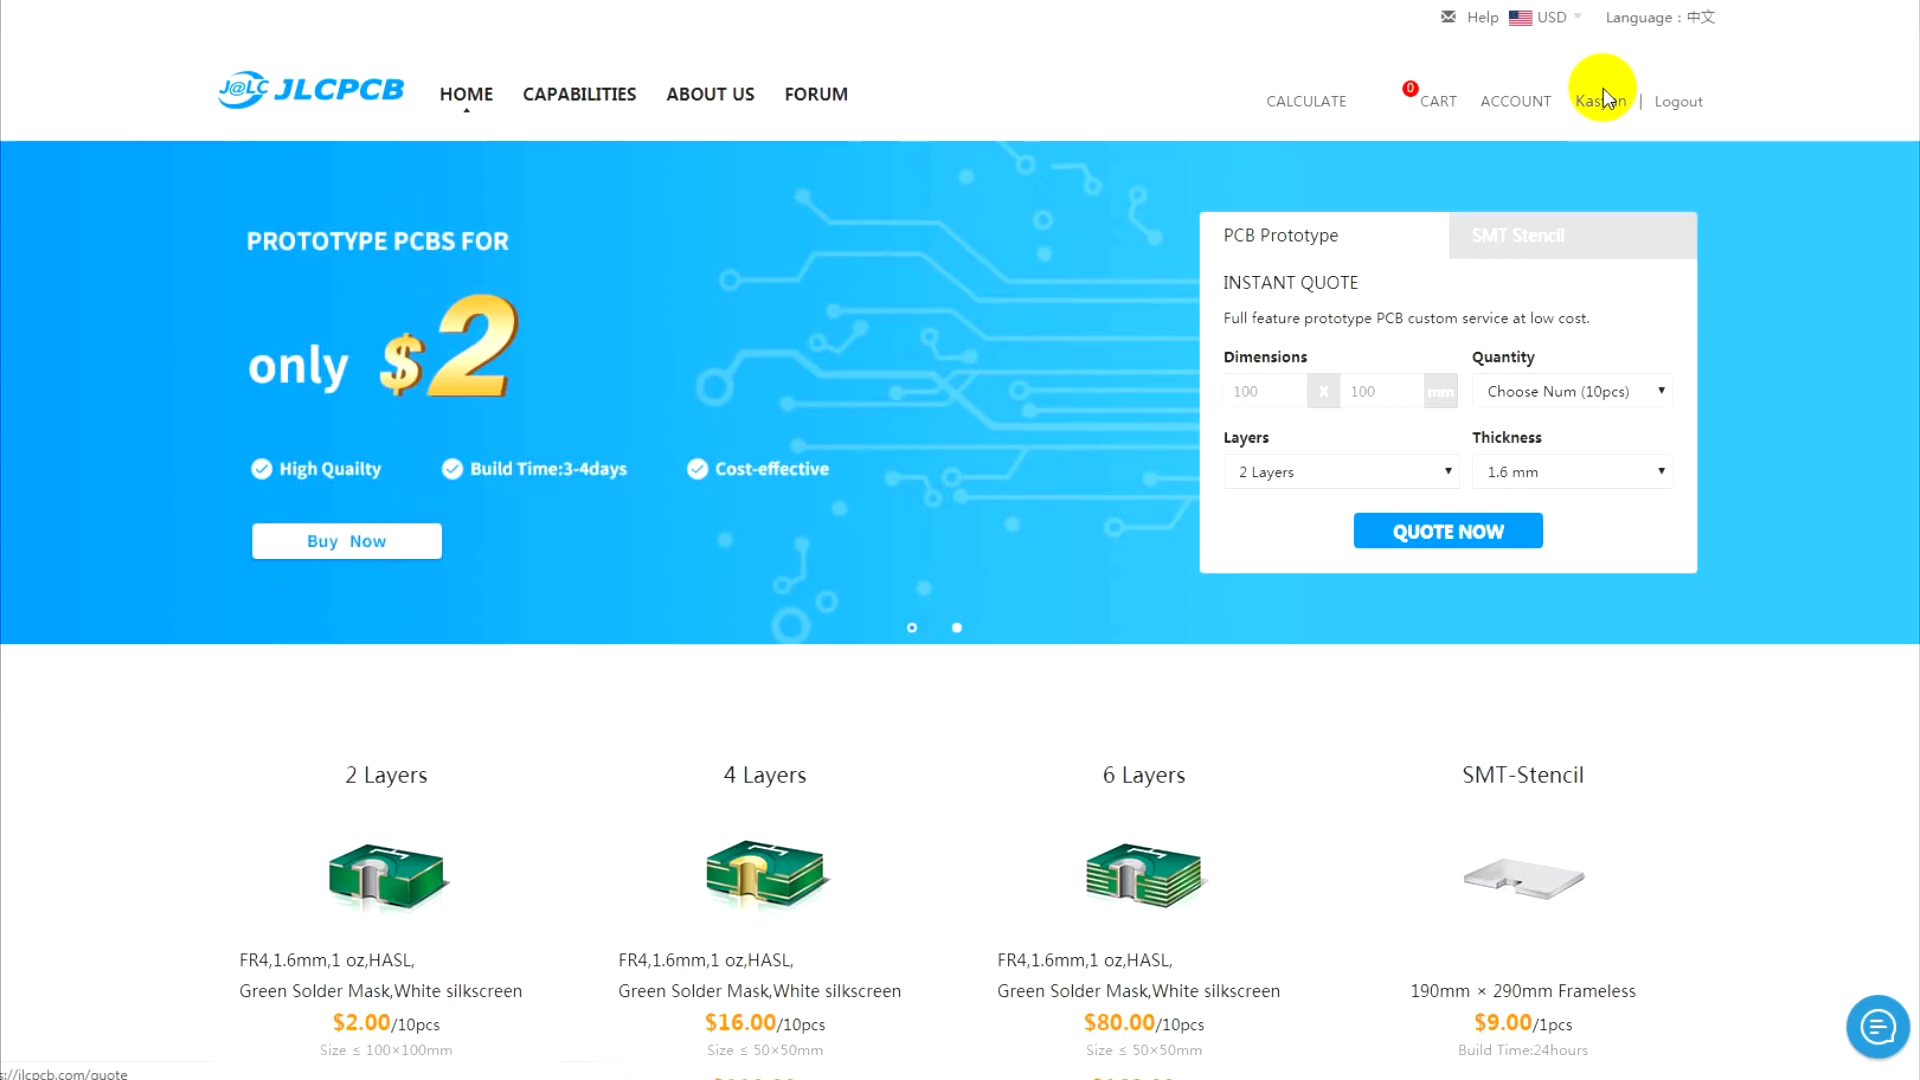 Help USD Language : 中文
J@LC JLCPCB HOME CAPABILITIES ABOUT US FORUM
CALCULATE 0 CART ACCOUNT | Logout
PROTOTYPE PCBS FOR
only $2
High Quailty Build Time:3-4days Cost-effective
Buy Now
PCB Prototype SMT Stencil
INSTANT QUOTE
Full feature prototype PCB custom service at low cost.
Dimensions Quantity
100 X 100 mm Choose Num (10pcs)
Layers Thickness
2 Layers 1.6 mm
QUOTE NOW
2 Layers 4 Layers 6 Layers SMT-Stencil
FR4,1.6mm,1 oz,HASL, FR4,1.6mm,1 oz,HASL, FR4,1.6mm,1 oz,HASL,
Green Solder Mask,White silkscreen Green Solder Mask,White silkscreen Green Solder Mask,White silkscreen 190mm × 290mm Frameless
$2.00/10pcs $16.00/10pcs $80.00/10pcs $9.00/1pcs
Size ≤ 100×100mm Size ≤ 50×50mm Size ≤ 50×50mm Build Time:24hours
s://jlcpcb.com/quote